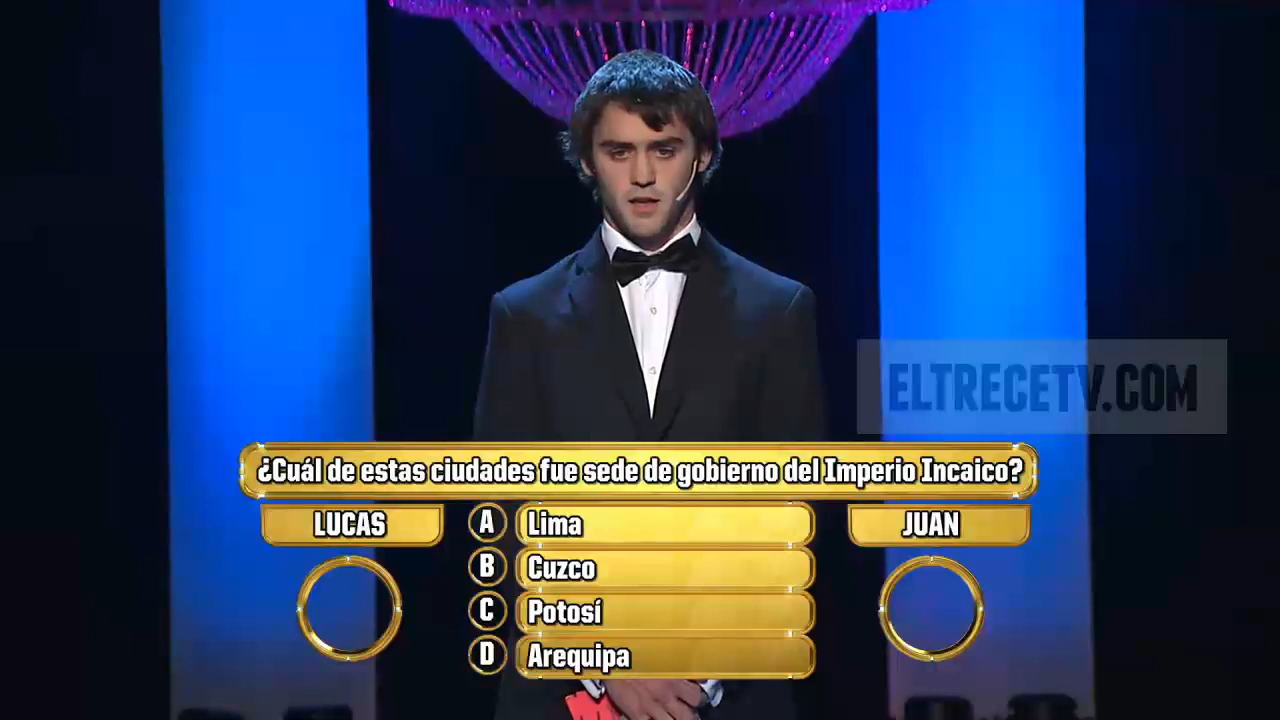 ELTRECETV.COM
¿Cuál de estas ciudades fue sede de gobierno del Imperio Incaico?
LUCAS
JUAN
A Lima
B Cuzco
C Potosí
D Arequipa